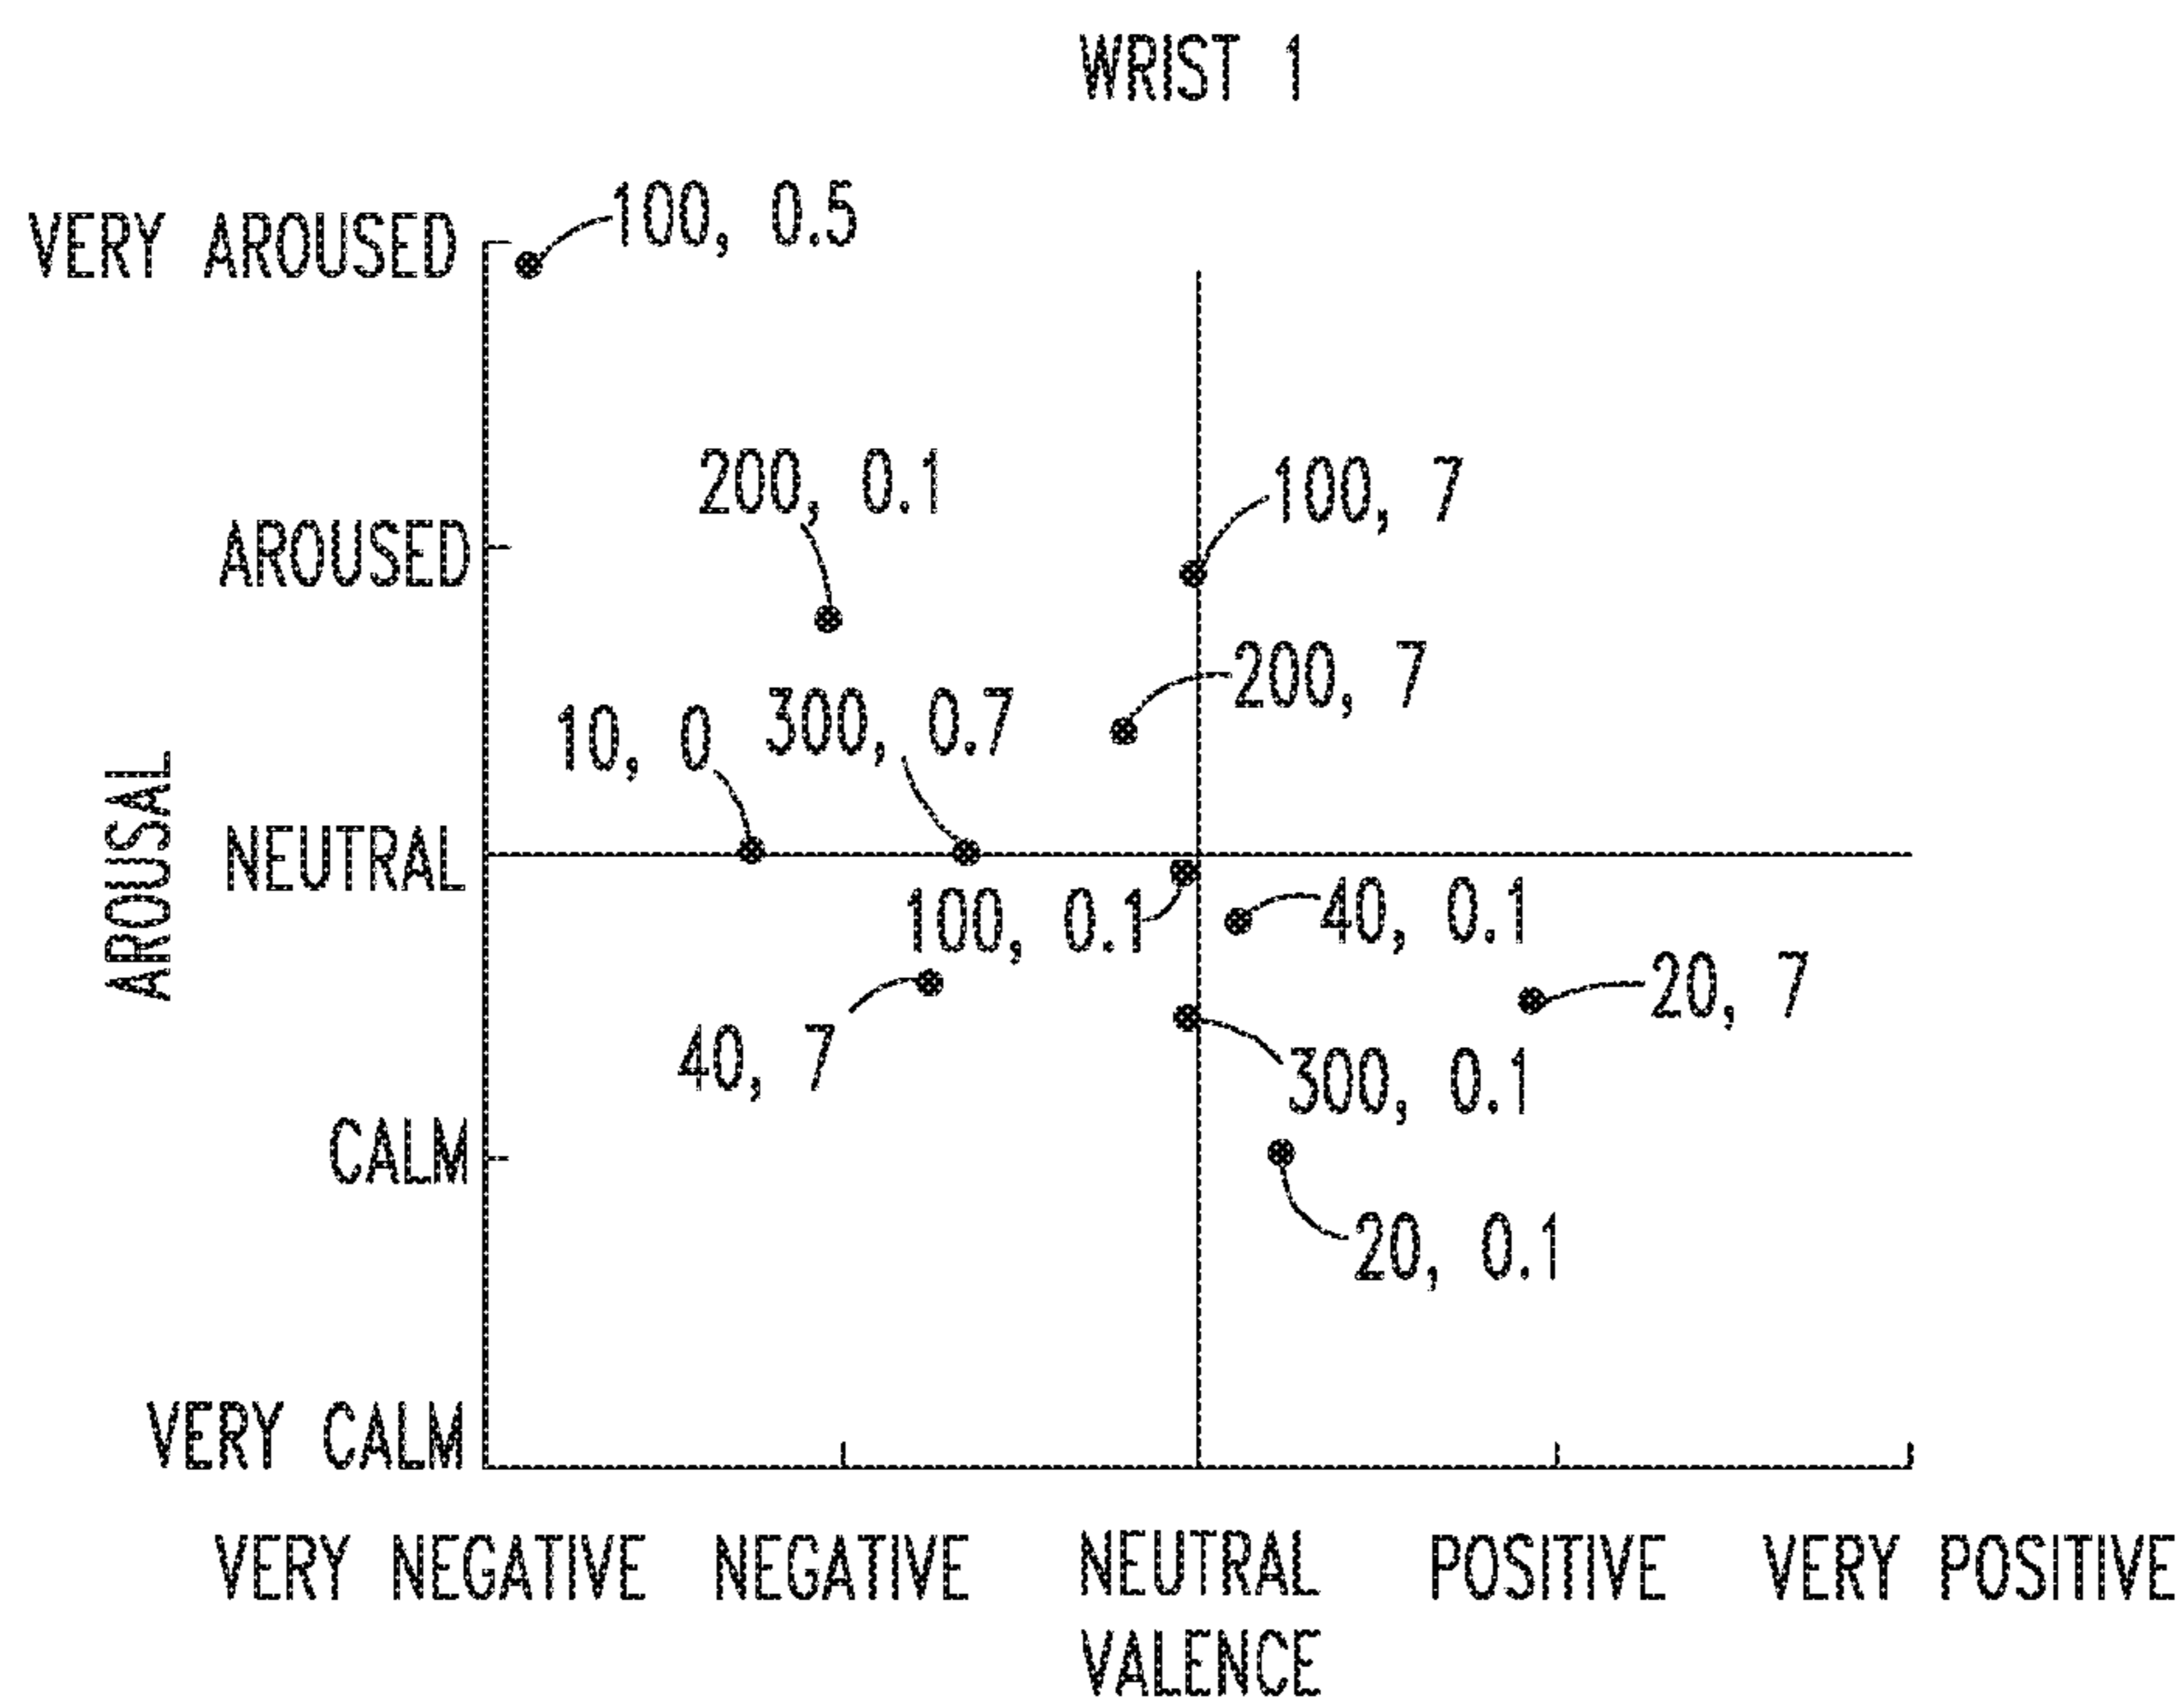 WRIST 1
VERY AROUSED
100, 0.5
200, 0.1
100, 7
AROUSED
200, 7
10, 0
300, 0.7
AROUSAL
NEUTRAL
100, 0.1
40, 0.1
20, 7
40, 7
300, 0.1
CALM
20, 0.1
VERY CALM
VERY NEGATIVE NEGATIVE NEUTRAL POSITIVE VERY POSITIVE
VALENCE